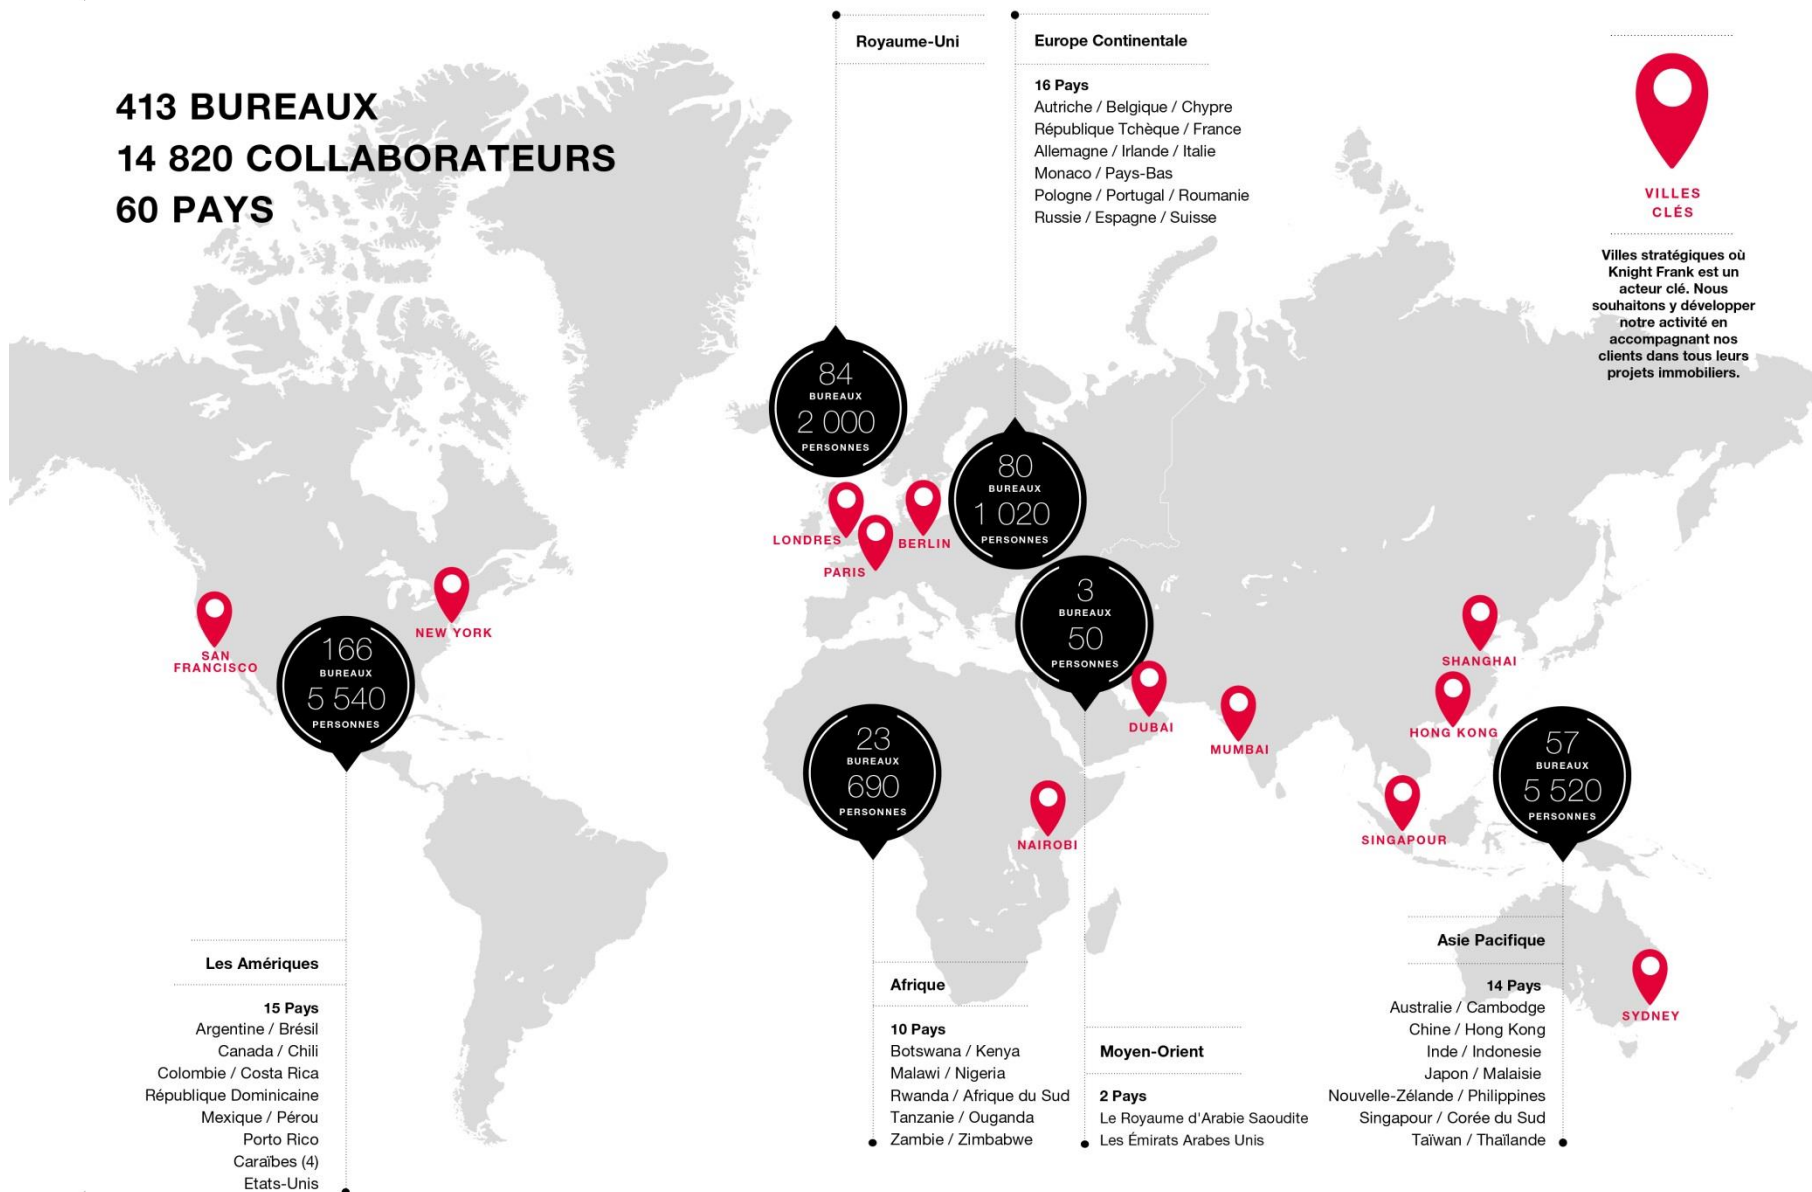 413 BUREAUX
14 820 COLLABORATEURS
60 PAYS
Royaume-Uni
84
BUREAUX
2 000
PERSONNES
Europe Continentale
16 Pays
Autriche / Belgique / Chypre
République Tchèque / France
Allemagne / Irlande / Italie
Monaco / Pays-Bas
Pologne / Portugal / Roumanie
Russie / Espagne / Suisse
80
BUREAUX
1 020
PERSONNES
VILLES
CLÉS
Villes stratégiques où
Knight Frank est un
acteur clé. Nous
souhaitons y développer
notre activité en
accompagnant nos
clients dans tous leurs
projets immobiliers.
LONDRES
BERLIN
PARIS
SAN
FRANCISCO
NEW YORK
166
BUREAUX
5 540
PERSONNES
3
BUREAUX
50
PERSONNES
23
BUREAUX
690
PERSONNES
DUBAI
MUMBAI
NAIROBI
SHANGHAI
HONG KONG
SINGAPOUR
57
BUREAUX
5 520
PERSONNES
SYDNEY
Les Amériques
15 Pays
Argentine / Brésil
Canada / Chili
Colombie / Costa Rica
République Dominicaine
Mexique / Pérou
Porto Rico
Caraïbes (4)
Etats-Unis
Afrique
10 Pays
Botswana / Kenya
Malawi / Nigeria
Rwanda / Afrique du Sud
Tanzanie / Ouganda
Zambie / Zimbabwe
Moyen-Orient
2 Pays
Le Royaume d'Arabie Saoudite
Les Émirats Arabes Unis
Asie Pacifique
14 Pays
Australie / Cambodge
Chine / Hong Kong
Inde / Indonesie
Japon / Malaisie
Nouvelle-Zélande / Philippines
Singapour / Corée du Sud
Taïwan / Thaïlande